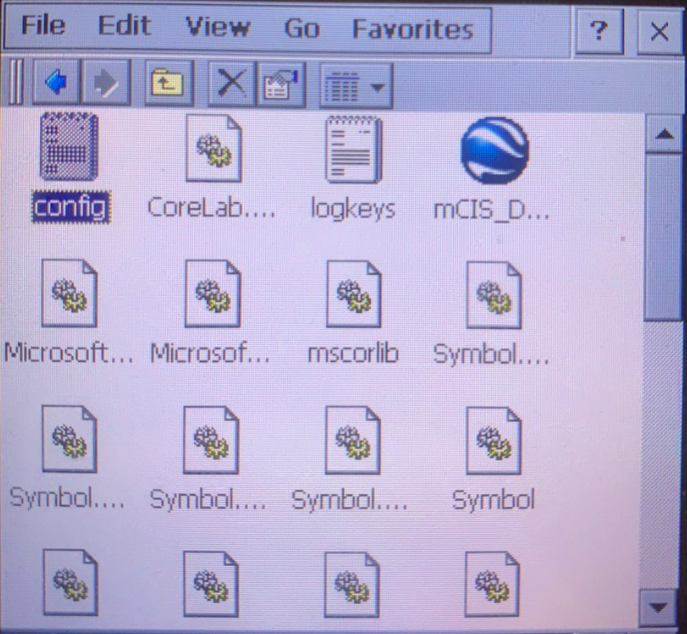 File Edit View Go Favorites ?
config CoreLab.... logkeys mCIS_D...
Microsoft... Microsof... mscorlib Symbol....
Symbol.... Symbol.... Symbol.... Symbol